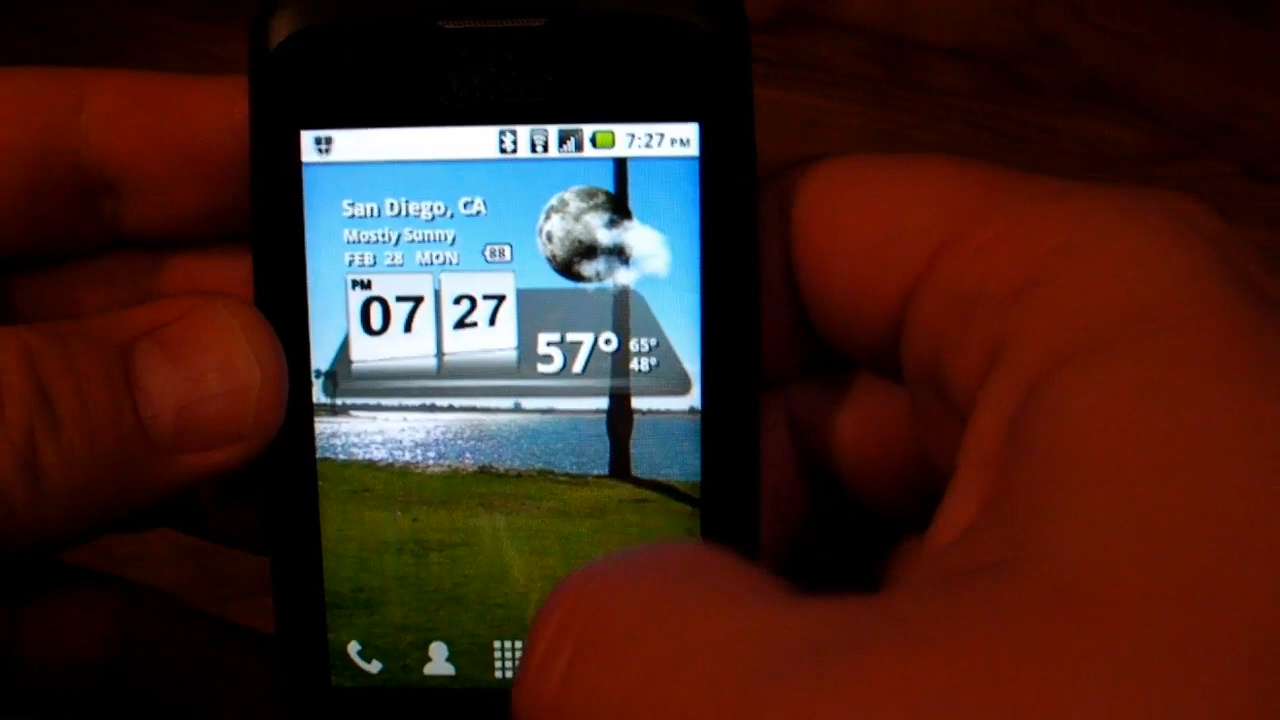 7:27 PM
San Diego, CA
Mostly Sunny
FEB 28 MON
88
PM
07 27
57° 65°
48°